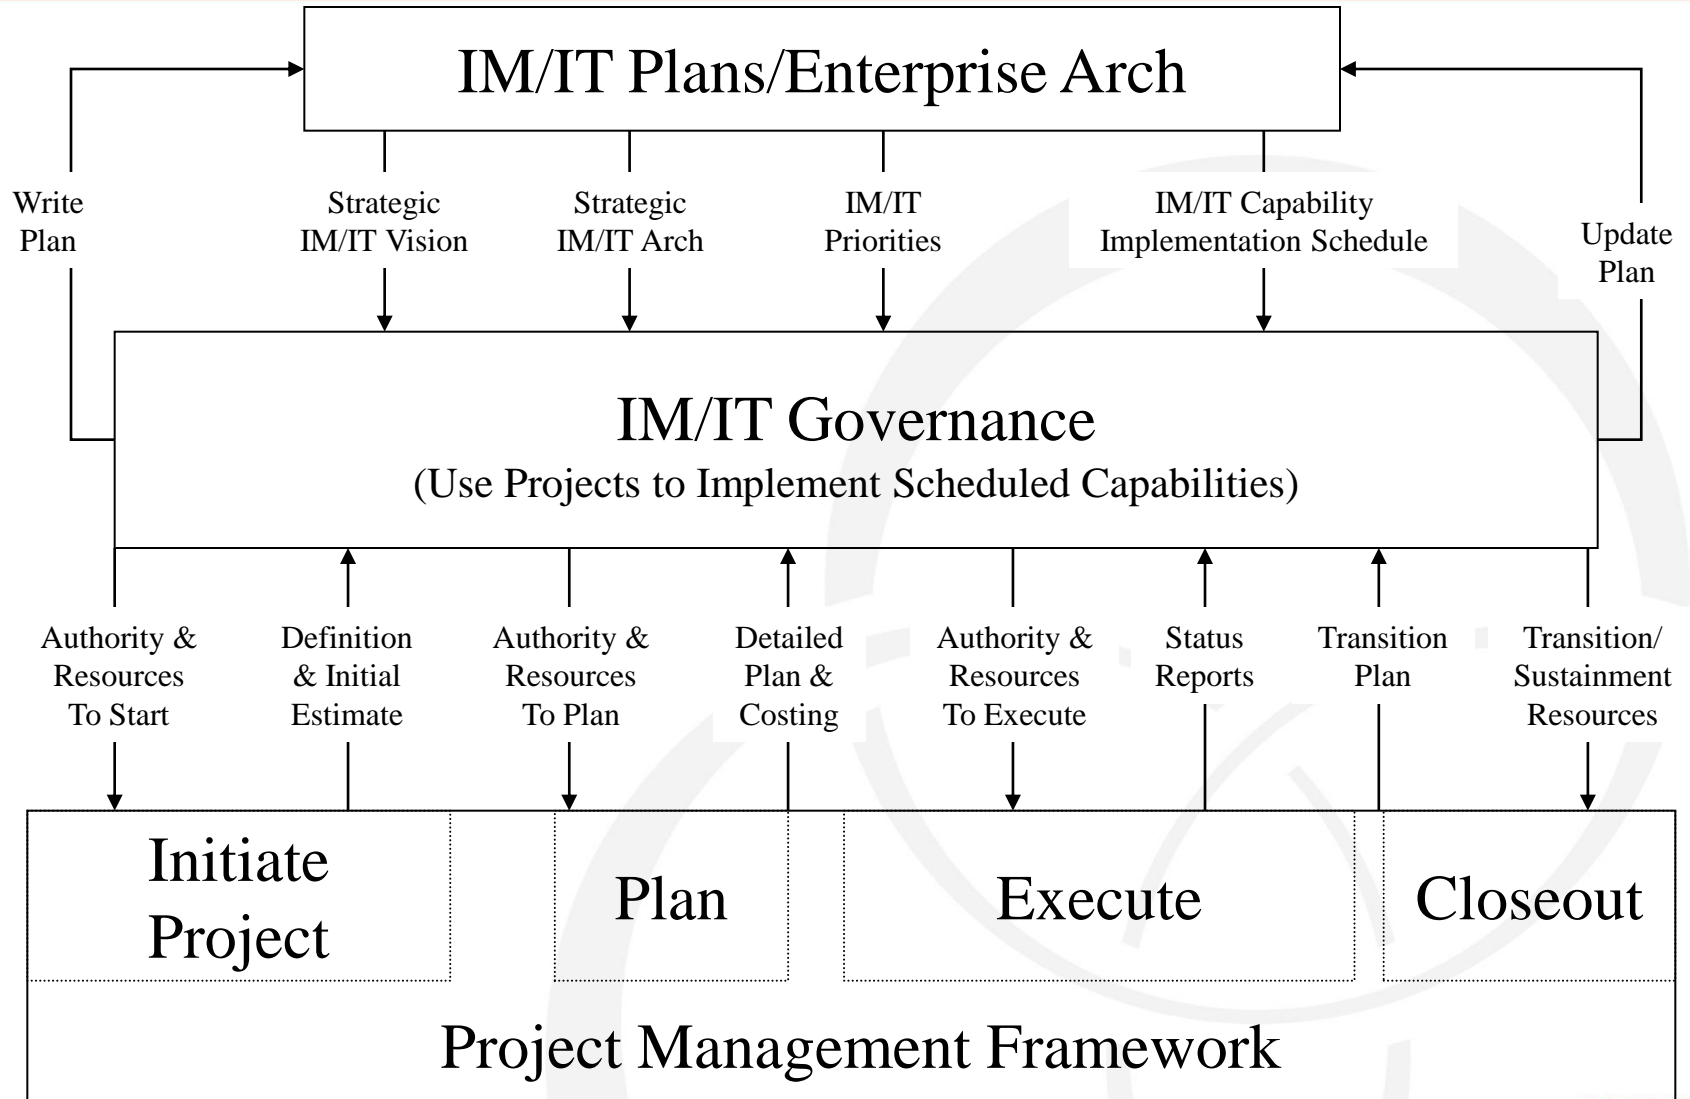 IM/IT Plans/Enterprise Arch
Write
Plan
Strategic
IM/IT Vision
Strategic
IM/IT Arch
IM/IT
Priorities
IM/IT Capability
Implementation Schedule
Update
Plan
IM/IT Governance
(Use Projects to Implement Scheduled Capabilities)
Authority &
Resources
To Start
Definition
& Initial
Estimate
Authority &
Resources
To Plan
Detailed
Plan &
Costing
Authority &
Resources
To Execute
Status
Reports
Transition
Plan
Transition/
Sustainment
Resources
Initiate
Project
Plan
Execute
Closeout
Project Management Framework